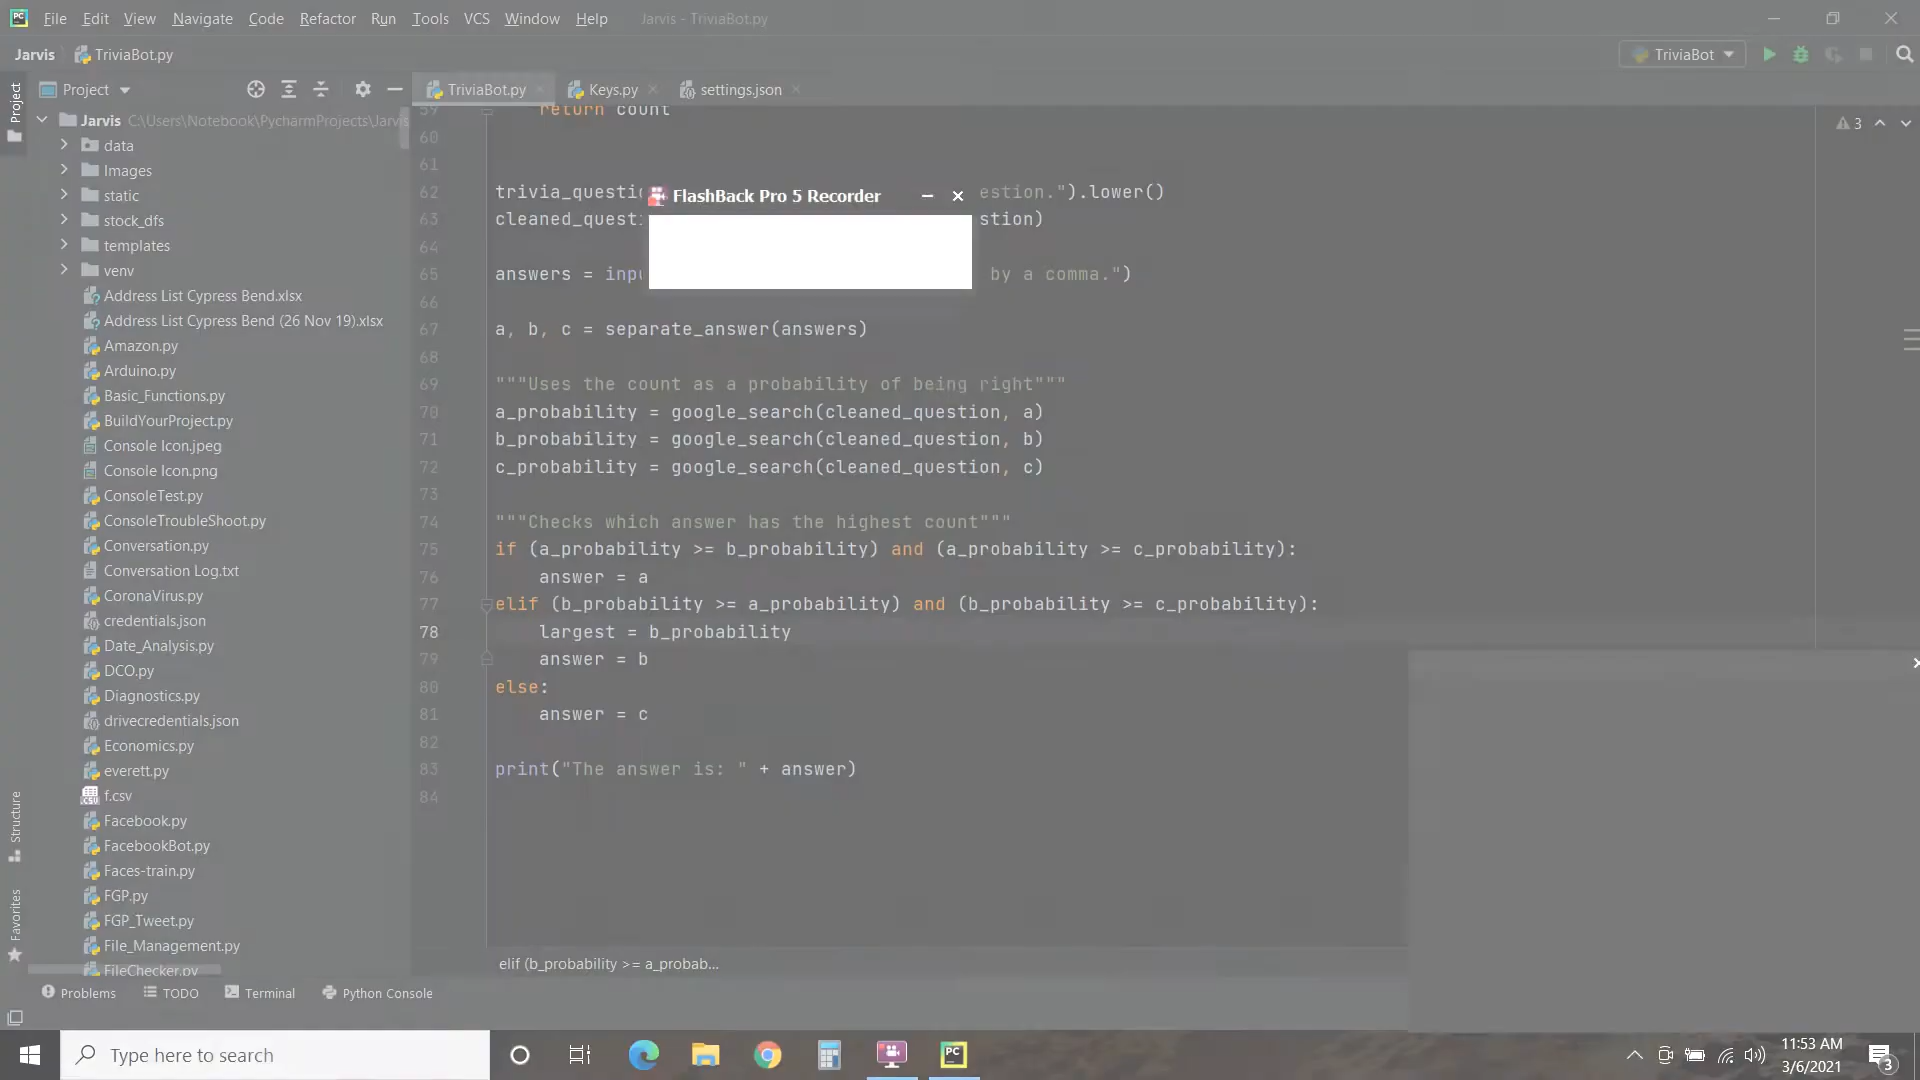 File Edit View Navigate Code Refactor Run Tools VCS Window Help Jarvis - TriviaBot.py
Jarvis TriviaBot.py TriviaBot
Project
Project
TriviaBot.py Keys.py settings.json
Jarvis C:\Users\Notebook\PycharmProjects\Jarvis
data
Images
static
stock_dfs
templates
venv
Address List Cypress Bend.xlsx
Address List Cypress Bend (26 Nov 19).xlsx
Amazon.py
Arduino.py
Basic_Functions.py
BuildYourProject.py
Console Icon.jpeg
Console Icon.png
ConsoleTest.py
ConsoleTroubleShoot.py
Conversation.py
Conversation Log.txt
CoronaVirus.py
credentials.json
Date_Analysis.py
DCO.py
Diagnostics.py
drivecredentials.json
Economics.py
everett.py
f.csv
Facebook.py
FacebookBot.py
Faces-train.py
FGP.py
FGP_Tweet.py
File_Management.py
FileChecker.py
Structure
Favorites
59 return count
60
61
62 trivia_questi estion.").lower()
63 cleaned_quest stion)
64
65 answers = inp by a comma.")
66
67 a, b, c = separate_answer(answers)
68
69 """Uses the count as a probability of being right"""
70 a_probability = google_search(cleaned_question, a)
71 b_probability = google_search(cleaned_question, b)
72 c_probability = google_search(cleaned_question, c)
73
74 """Checks which answer has the highest count"""
75 if (a_probability >= b_probability) and (a_probability >= c_probability):
76 answer = a
77 elif (b_probability >= a_probability) and (b_probability >= c_probability):
78 largest = b_probability
79 answer = b
80 else:
81 answer = c
82
83 print("The answer is: " + answer)
84
3
FlashBack Pro 5 Recorder
elif (b_probability >= a_probab...
Problems TODO Terminal Python Console
Type here to search
11:53 AM
3/6/2021
3